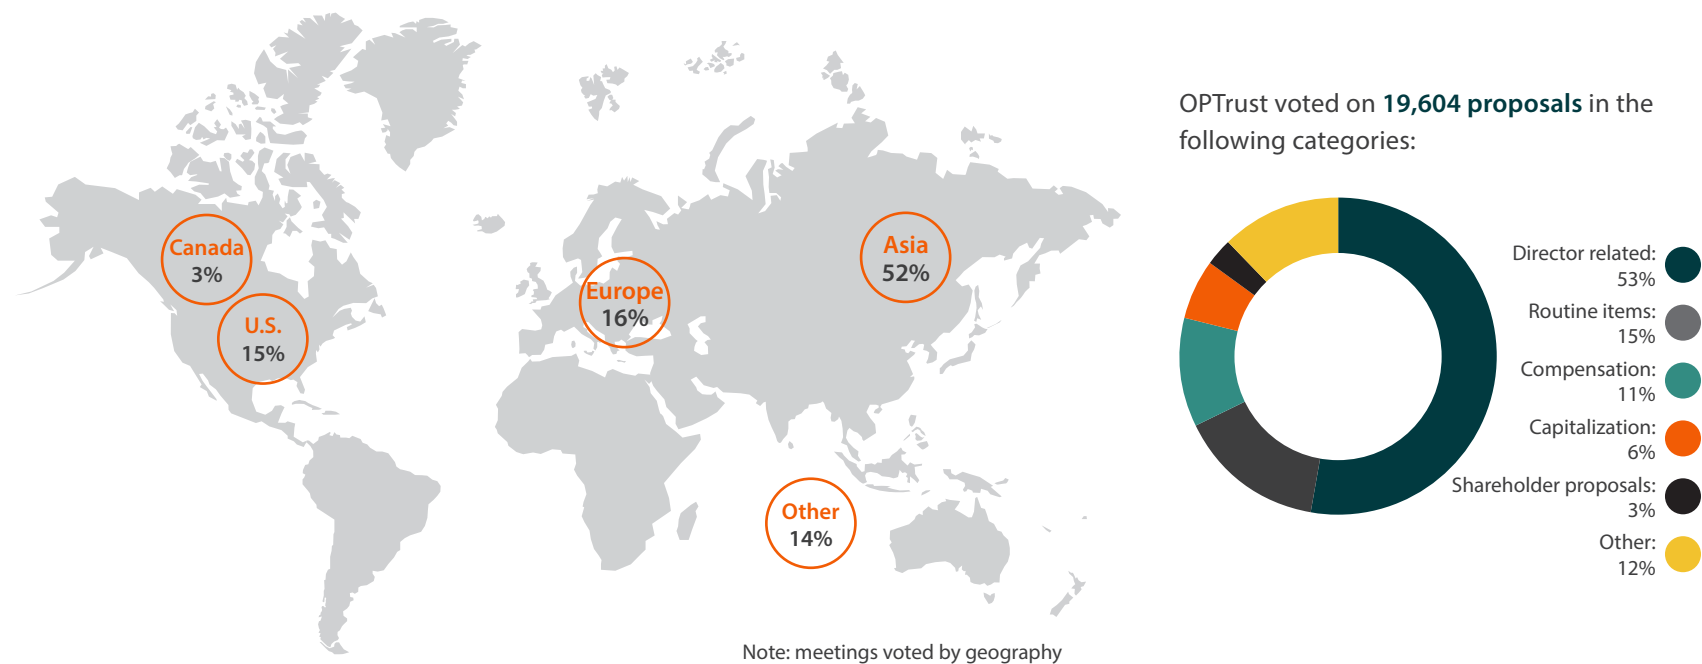 Canada
3%
U.S.
15%
Europe
16%
Asia
52%
Other
14%
Note: meetings voted by geography
OPTrust voted on 19,604 proposals in the
following categories:
Director related:
53%
Routine items:
15%
Compensation:
11%
Capitalization:
6%
Shareholder proposals:
3%
Other:
12%